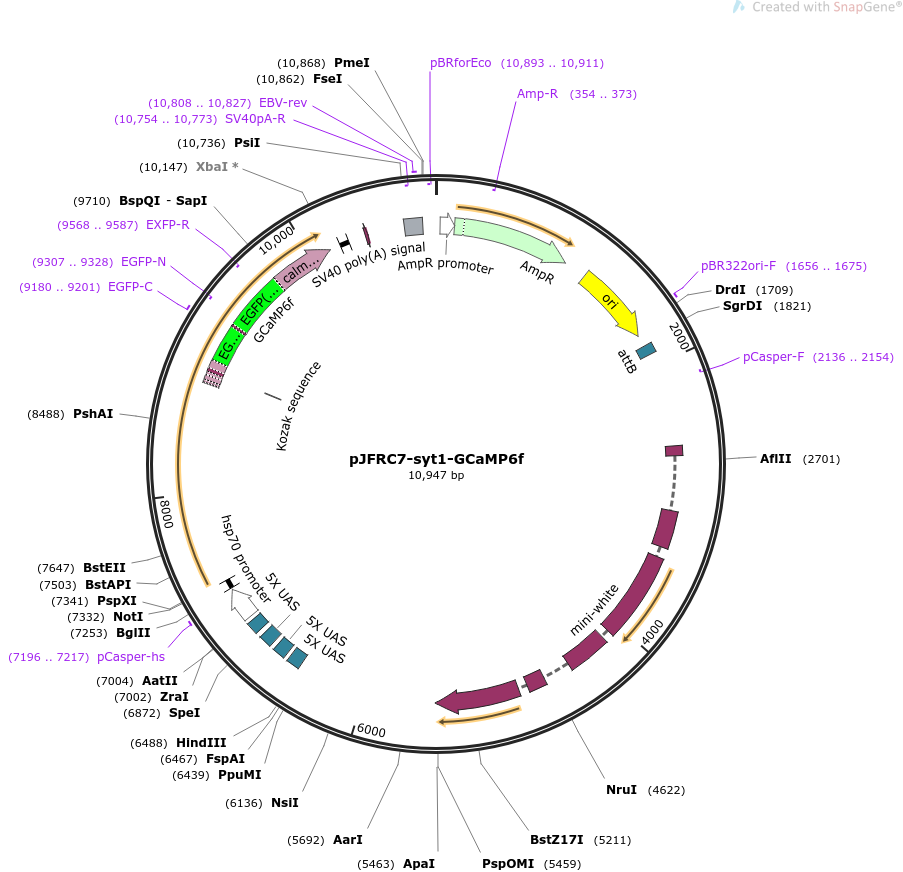 Created with SnapGene®
(10,868) PmeI
(10,862) FseI
(10,808 .. 10,827) EBV-rev
(10,754 .. 10,773) SV40pA-R
(10,736) PsiI
(10,147) XbaI *
(9710) BspQI - SapI
(9568 .. 9587) EXFP-R
(9307 .. 9328) EGFP-N
(9180 .. 9201) EGFP-C
(8488) PshAI
(7647) BstEII
(7503) BstAPI
(7341) PspXI
(7332) NotI
(7253) BglII
(7196 .. 7217) pCasper-hs
(7004) AatII
(7002) ZraI
(6872) SpeI
(6488) HindIII
(6467) FspAI
(6439) PpuMI
(6136) NsiI
(5692) AarI
(5463) ApaI
pBRforEco (10,893 .. 10,911)
Amp-R (354 .. 373)
pBR322ori-F (1656 .. 1675)
DrdI (1709)
SgrDI (1821)
pCasper-F (2136 .. 2154)
AflII (2701)
NruI (4622)
BstZ17I (5211)
PspOMI (5459)
10,000
2000
4000
6000
8000
SV40 poly(A) signal
AmpR promoter
AmpR
ori
attB
mini-white
5X UAS
5X UAS
5X UAS
hsp70 promoter
Kozak sequence
GCaMP6f
EG...
EGFP(...
calm...
pJFRC7-syt1-GCaMP6f
10,947 bp